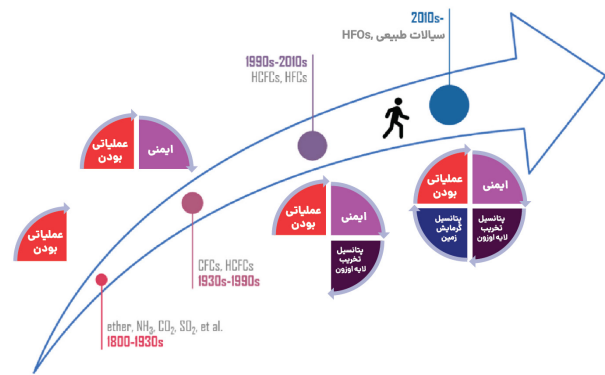 2010s-
HFOs, سیالات طبیعی
1990s-2010s
HCFCs, HFCs
عملیاتی
بودن
ایمنی
عملیاتی
بودن
عملیاتی
بودن
ایمنی
پتانسیل
تخریب
لایه اوزون
عملیاتی
بودن
ایمنی
پتانسیل
گرمایش
زمین
پتانسیل
تخریب
لایه اوزون
CFCs, HCFCs
1930s-1990s
ether, NH₃, CO₂, SO₂, et al.
1800-1930s